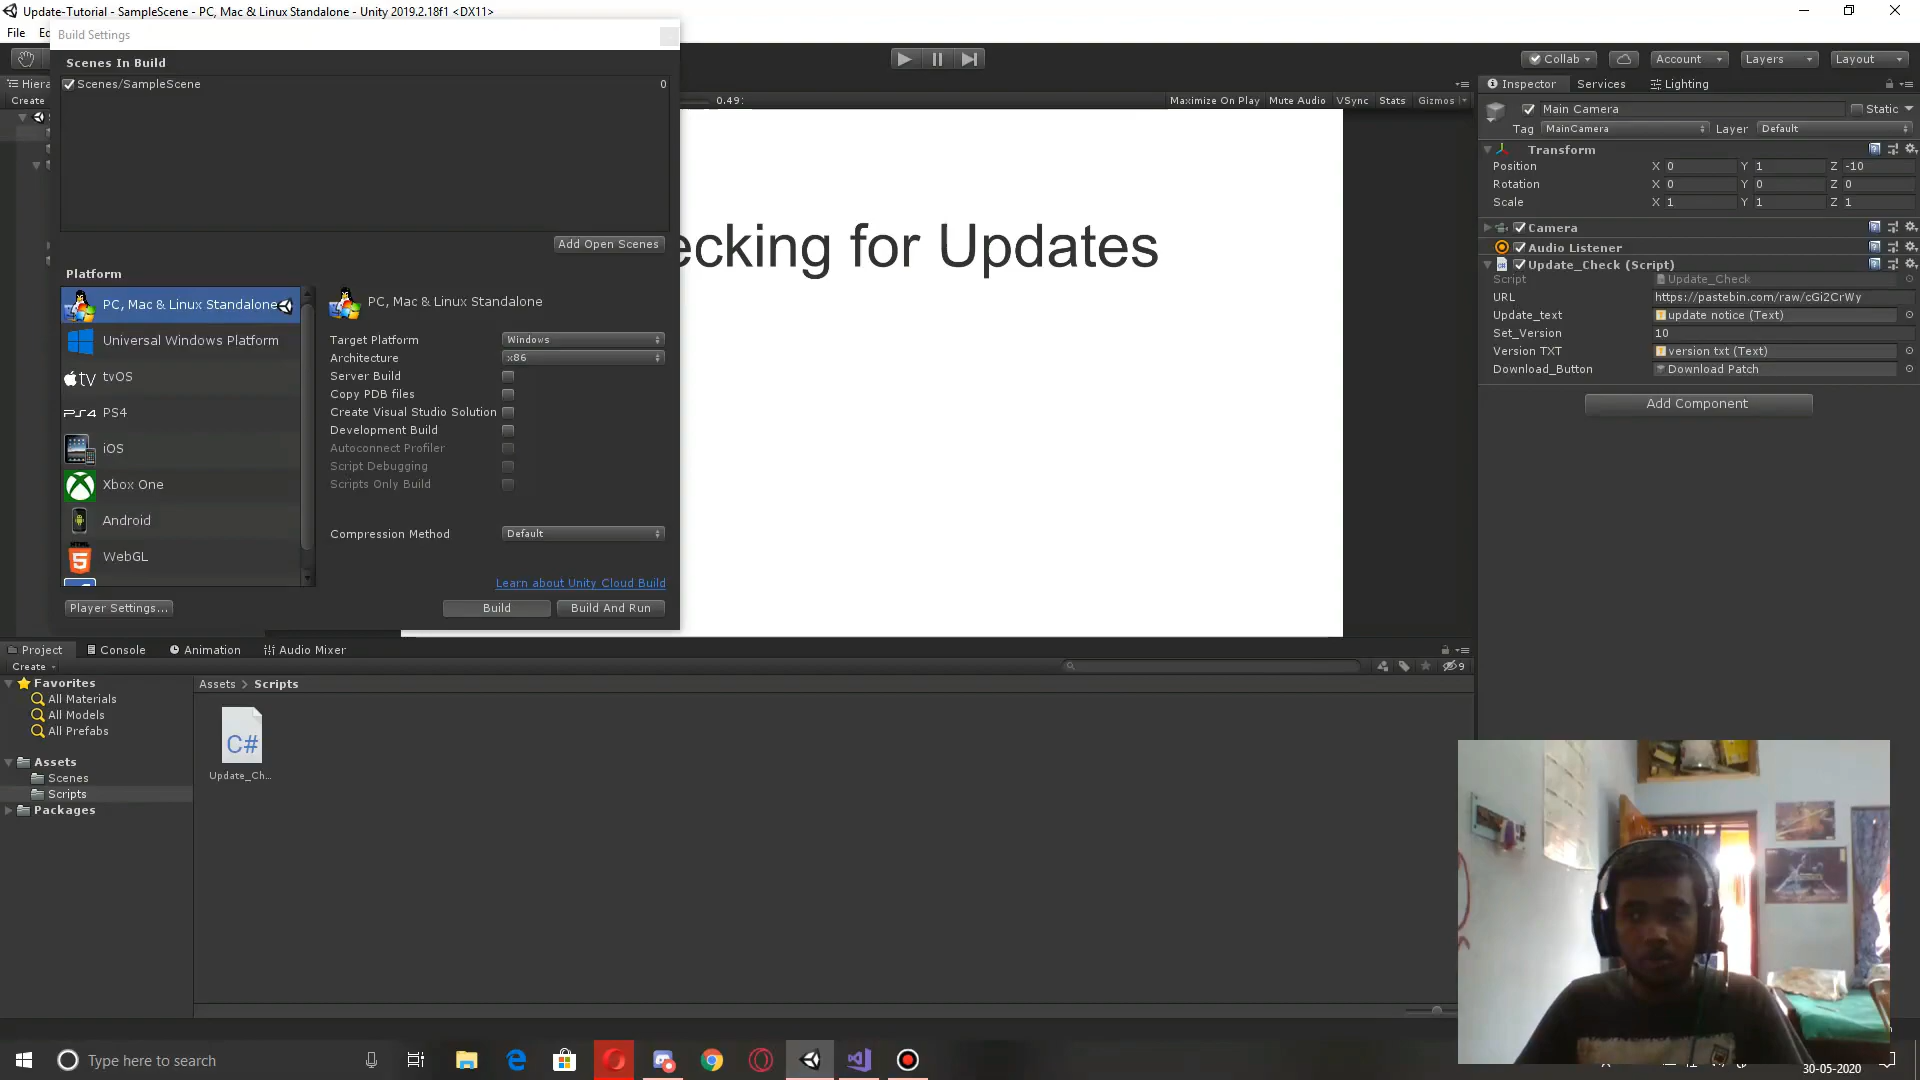 Update-Tutorial - SampleScene - PC, Mac & Linux Standalone - Unity 2019.2.18f1 <DX11>
File
Build Settings
Scenes In Build
Scenes/SampleScene 0
Add Open Scenes
Platform
PC, Mac & Linux Standalone
Universal Windows Platform
tv tvOS
PS4
iOS
Xbox One
Android
WebGL
PC, Mac & Linux Standalone
Target Platform Windows
Architecture x86
Server Build
Copy PDB files
Create Visual Studio Solution
Development Build
Autoconnect Profiler
Script Debugging
Scripts Only Build
Compression Method Default
Learn about Unity Cloud Build
Player Settings... Build Build And Run
Create
0.49:
Maximize On Play Mute Audio VSync Stats Gizmos
ecking for Updates
Collab Account Layers Layout
Inspector Services Lighting
Main Camera Static
Tag MainCamera Layer Default
Transform
Position X 0 Y 1 Z -10
Rotation X 0 Y 0 Z 0
Scale X 1 Y 1 Z 1
Camera
Audio Listener
Update_Check (Script)
Script Update_Check
URL https://pastebin.com/raw/cGi2CrWy
Update_text update notice (Text)
Set_Version 10
Version TXT version txt (Text)
Download_Button Download Patch
Add Component
Project Console Animation Audio Mixer
Create
9
Favorites
All Materials
All Models
All Prefabs
Assets
Scenes
Scripts
Packages
Assets > Scripts
C#
Update_Ch...
Type here to search
30-05-2020